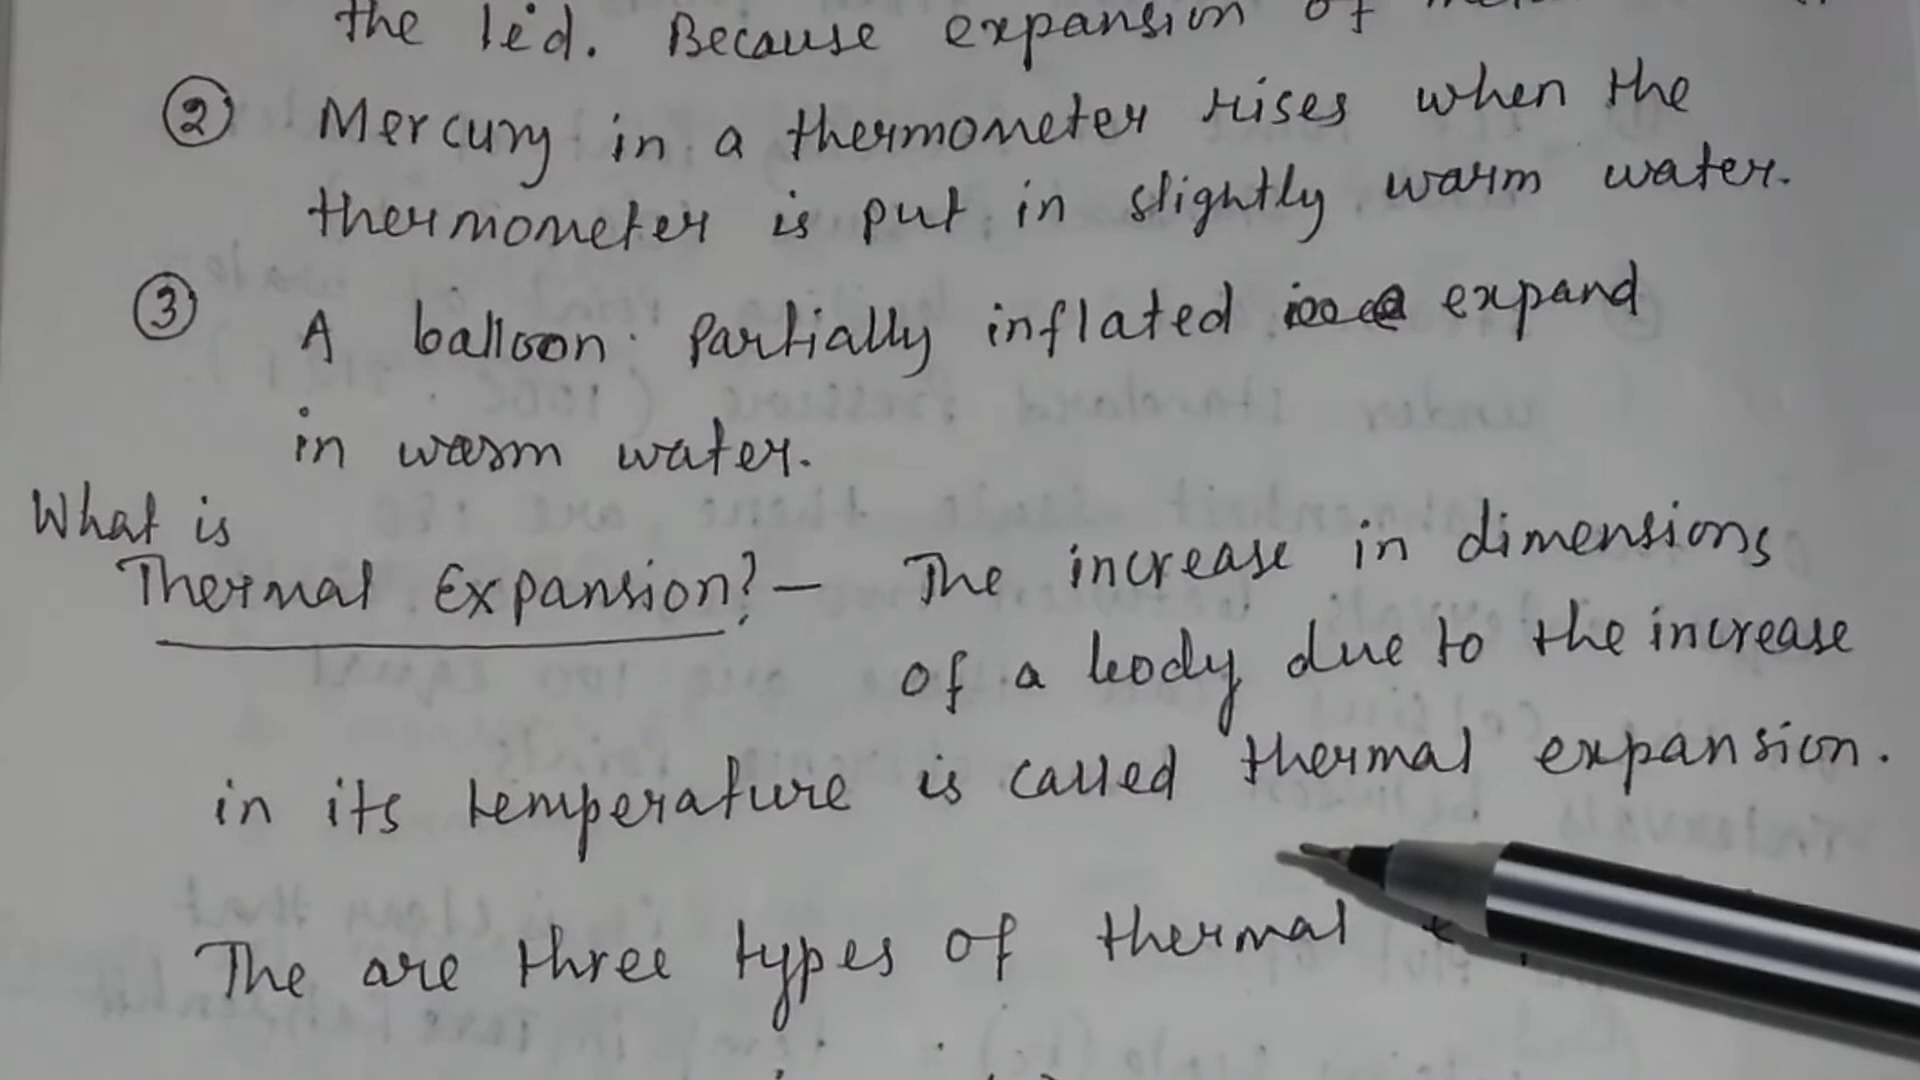 the lid. Because expansion of
② Mercury in a thermometer rises when the
thermometer is put in slightly warm water.
③ A balloon partially inflated expand
in warm water.
What is
Thermal Expansion? – The increase in dimensions
of a body due to the increase
in its temperature is called thermal expansion.
The are three types of thermal